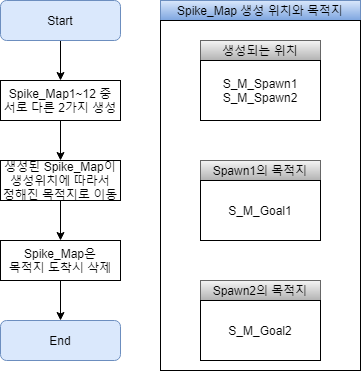 Start
Spike_Map1~12 중
서로 다른 2가지 생성
생성된 Spike_Map이
생성위치에 따라서
정해진 목적지로 이동
Spike_Map은
목적지 도착시 삭제
End
Spike_Map 생성 위치와 목적지
생성되는 위치
S_M_Spawn1
S_M_Spawn2
Spawn1의 목적지
S_M_Goal1
Spawn2의 목적지
S_M_Goal2